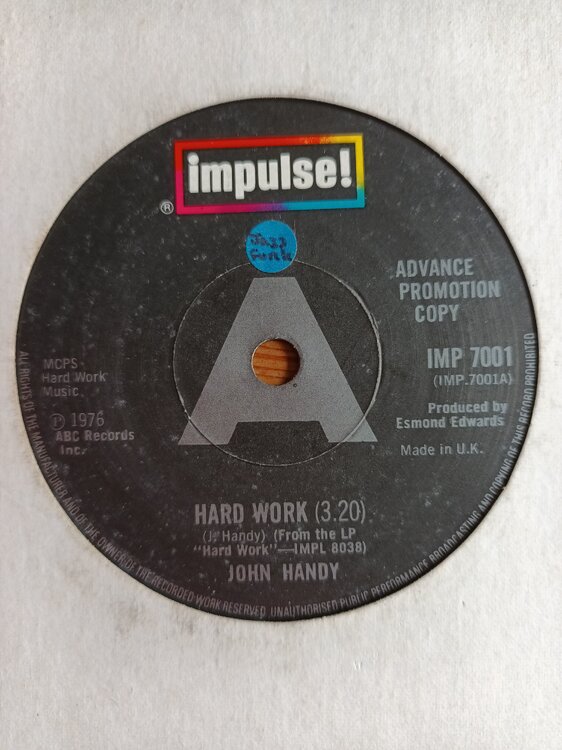 impulse!
®
Jazz
Funk
ADVANCE
PROMOTION
COPY
A
IMP 7001
(IMP.7001A)
MCPS
Hard Work
Music
Ⓟ 1976
ABC Records
Inc.
Produced by
Esmond Edwards
Made in U.K.
HARD WORK (3.20)
(J. Handy) (From the LP
"Hard Work"—IMPL 8038)
JOHN HANDY
ALL RIGHTS OF THE MANUFACTURER AND OF THE OWNER OF THE RECORDED WORK RESERVED. UNAUTHORISED PUBLIC PERFORMANCE BROADCASTING AND COPYING OF THIS RECORD PROHIBITED